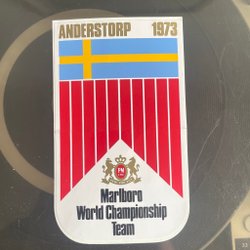 ANDERSTORP 1973
PM
Marlboro
World Championship
Team